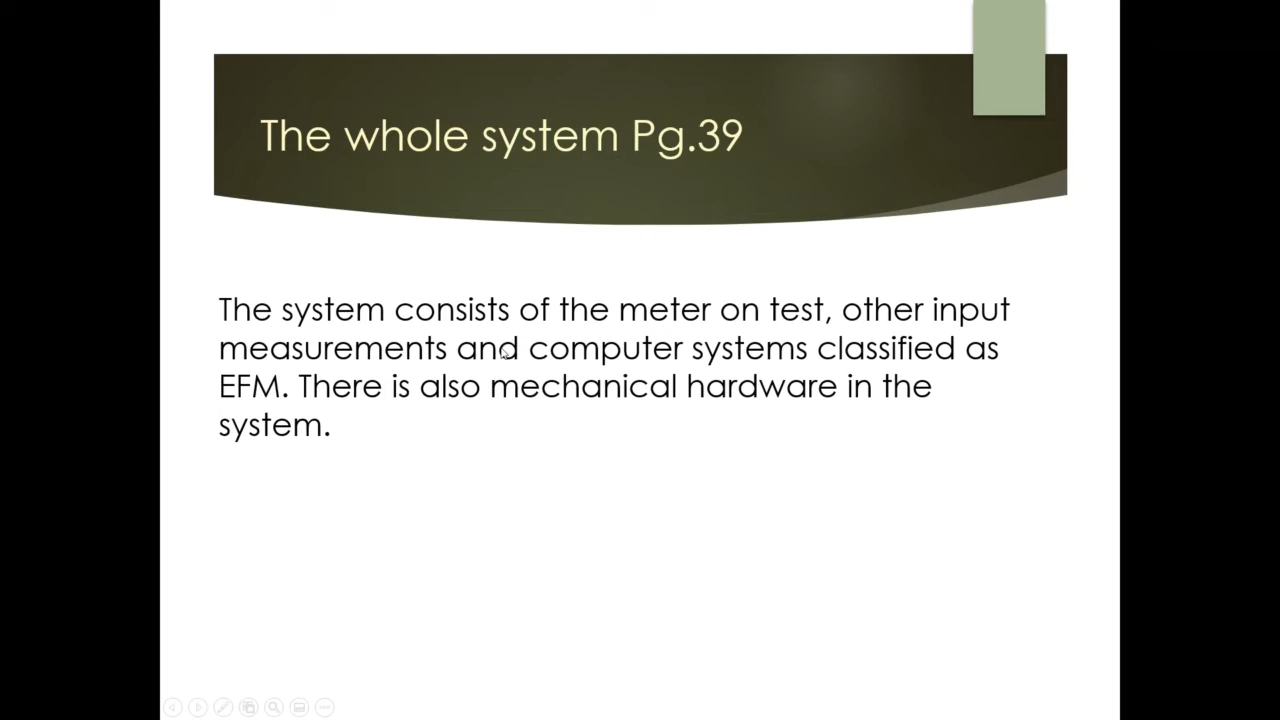 The whole system Pg.39
The system consists of the meter on test, other input
measurements and computer systems classified as
EFM. There is also mechanical hardware in the
system.